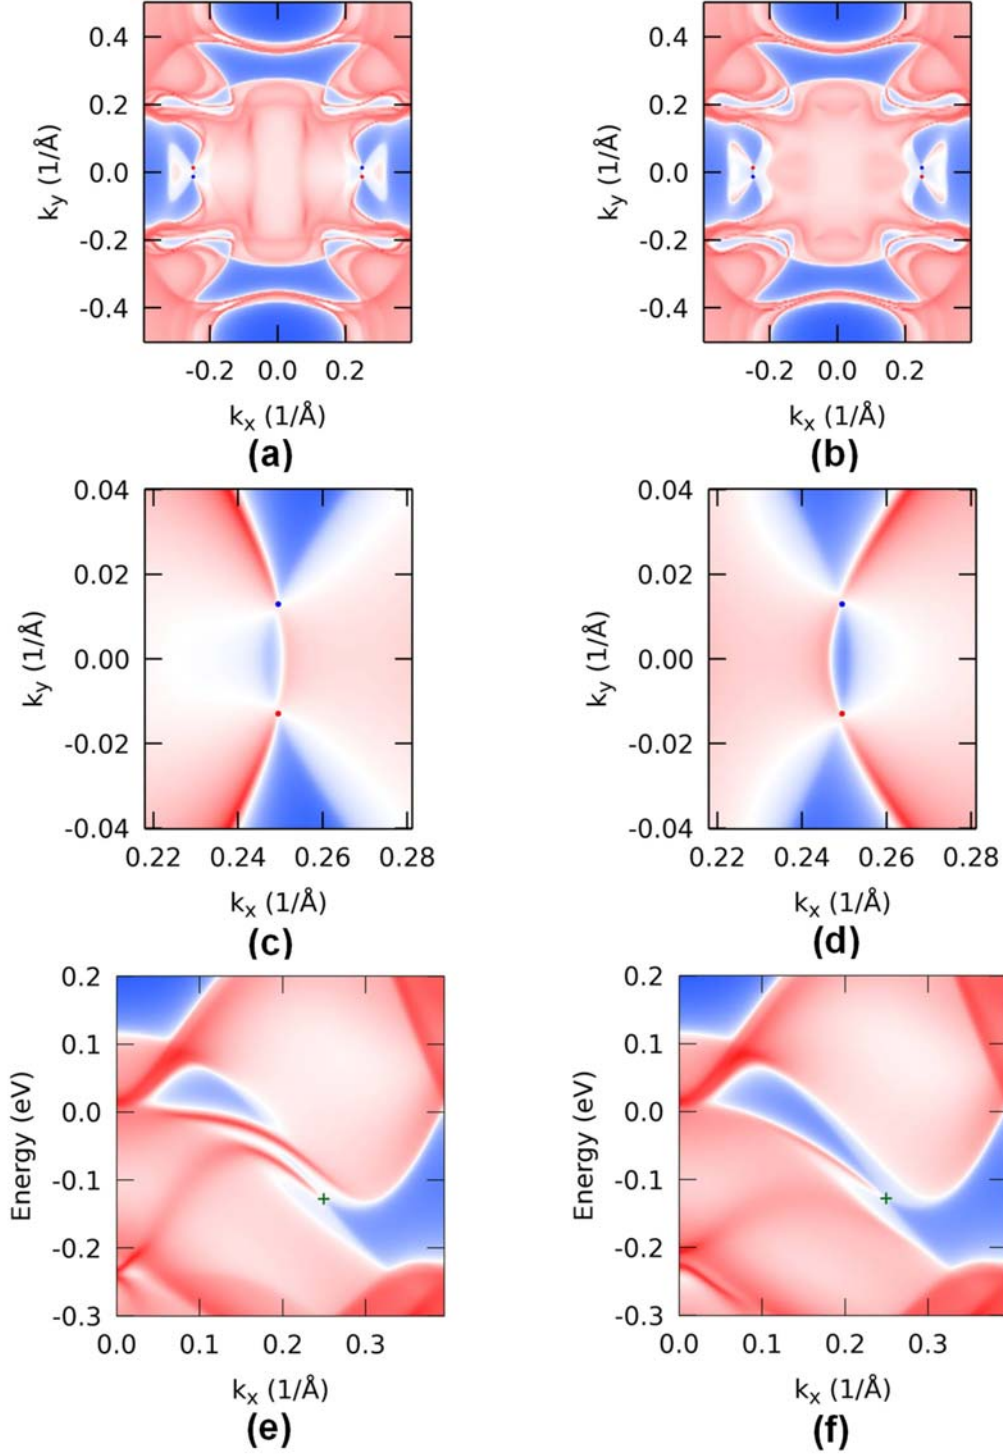 0.4
0.2
0.0
-0.2
-0.4
k_y (1/Å)
-0.2 0.0 0.2
k_x (1/Å)
(a)
0.4
0.2
0.0
-0.2
-0.4
k_y (1/Å)
-0.2 0.0 0.2
k_x (1/Å)
(b)
0.04
0.02
0.00
-0.02
-0.04
k_y (1/Å)
0.22 0.24 0.26 0.28
k_x (1/Å)
(c)
0.04
0.02
0.00
-0.02
-0.04
k_y (1/Å)
0.22 0.24 0.26 0.28
k_x (1/Å)
(d)
0.2
0.1
0.0
-0.1
-0.2
-0.3
Energy (eV)
0.0 0.1 0.2 0.3
k_x (1/Å)
(e)
0.2
0.1
0.0
-0.1
-0.2
-0.3
Energy (eV)
0.0 0.1 0.2 0.3
k_x (1/Å)
(f)